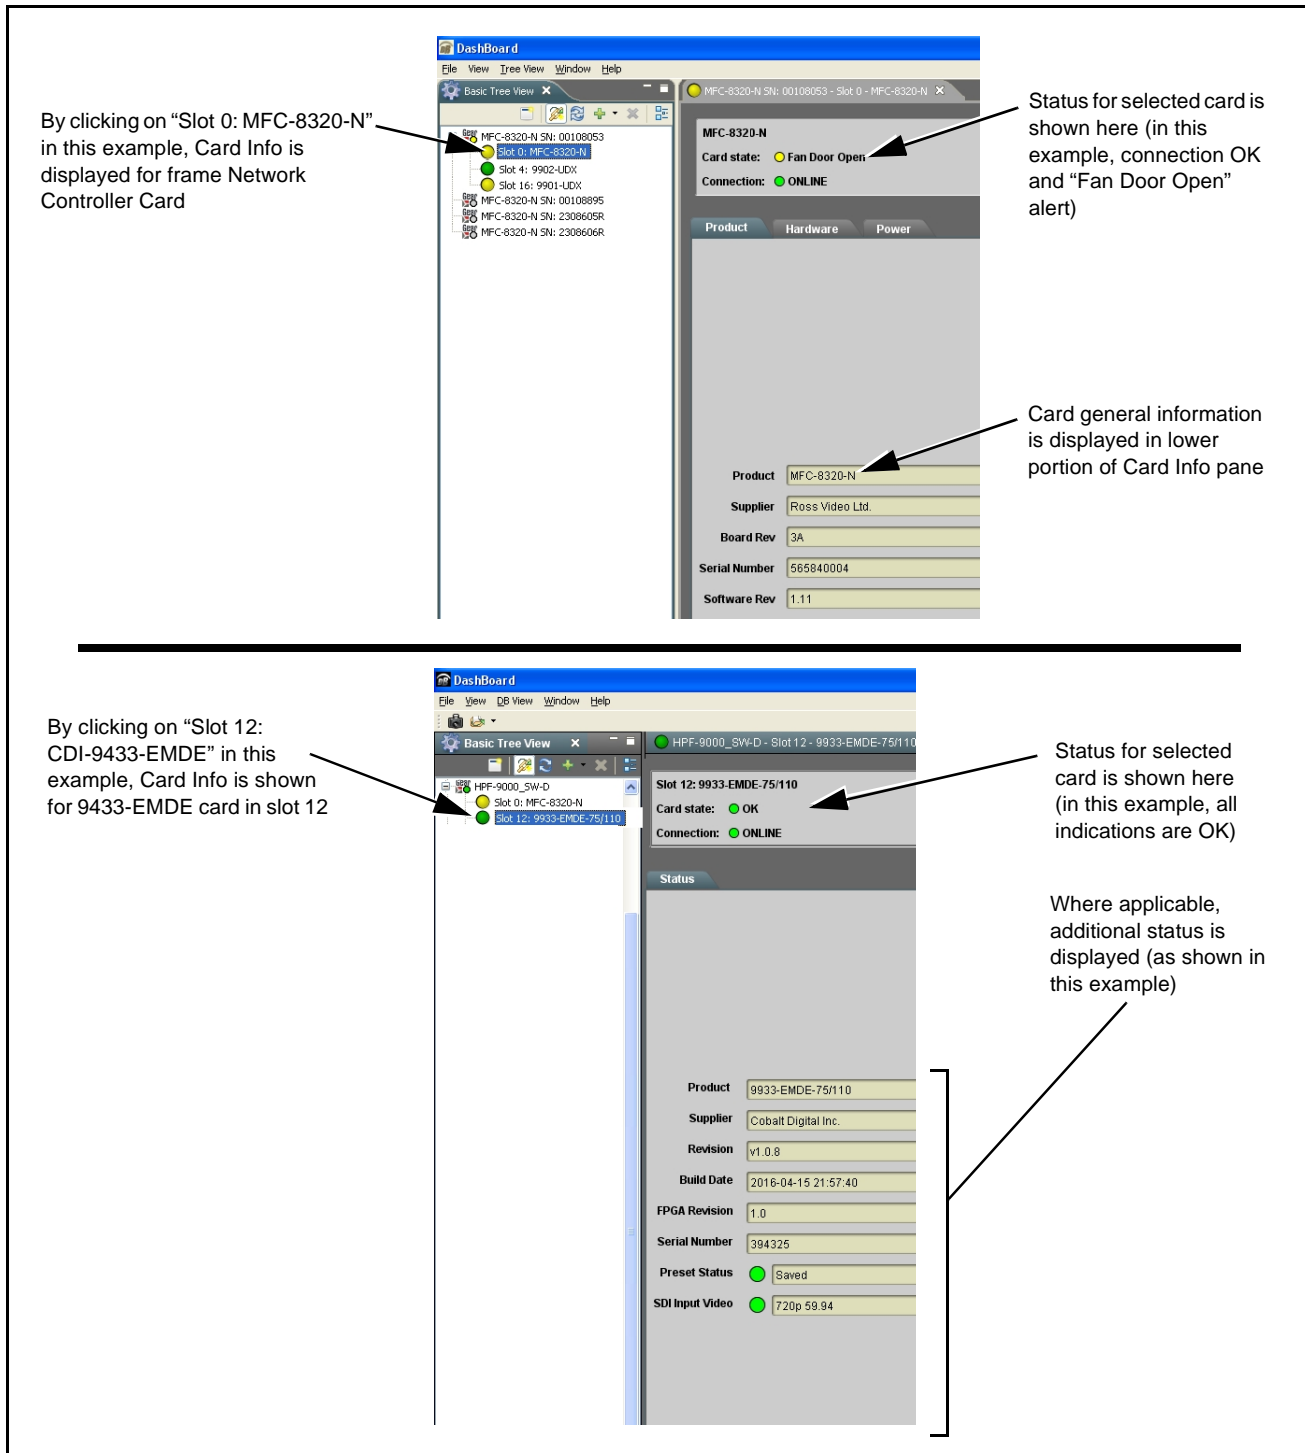 DashBoard
File View Tree View Window Help
Basic Tree View
MFC-8320-N SN: 00108053 - Slot 0 - MFC-8320-N
MFC-8320-N SN: 00108053
Slot 0: MFC-8320-N
Slot 4: 9902-UDX
Slot 16: 9901-UDX
MFC-8320-N SN: 00108895
MFC-8320-N SN: 2308605R
MFC-8320-N SN: 2308606R
By clicking on “Slot 0: MFC-8320-N”
in this example, Card Info is
displayed for frame Network
Controller Card
MFC-8320-N
Card state: Fan Door Open
Connection: ONLINE
Status for selected card is
shown here (in this
example, connection OK
and “Fan Door Open”
alert)
Product Hardware Power
Card general information
is displayed in lower
portion of Card Info pane
Product MFC-8320-N
Supplier Ross Video Ltd.
Board Rev 3A
Serial Number 565840004
Software Rev 1.11
DashBoard
File View DB View Window Help
Basic Tree View
HPF-9000_SW-D - Slot 12 - 9933-EMDE-75/110
HPF-9000_SW-D
Slot 0: MFC-8320-N
Slot 12: 9933-EMDE-75/110
By clicking on “Slot 12:
CDI-9433-EMDE” in this
example, Card Info is shown
for 9433-EMDE card in slot 12
Slot 12: 9933-EMDE-75/110
Card state: OK
Connection: ONLINE
Status for selected
card is shown here
(in this example, all
indications are OK)
Status
Where applicable,
additional status is
displayed (as shown in
this example)
Product 9933-EMDE-75/110
Supplier Cobalt Digital Inc.
Revision v1.0.8
Build Date 2016-04-15 21:57:40
FPGA Revision 1.0
Serial Number 394325
Preset Status Saved
SDI Input Video 720p 59.94